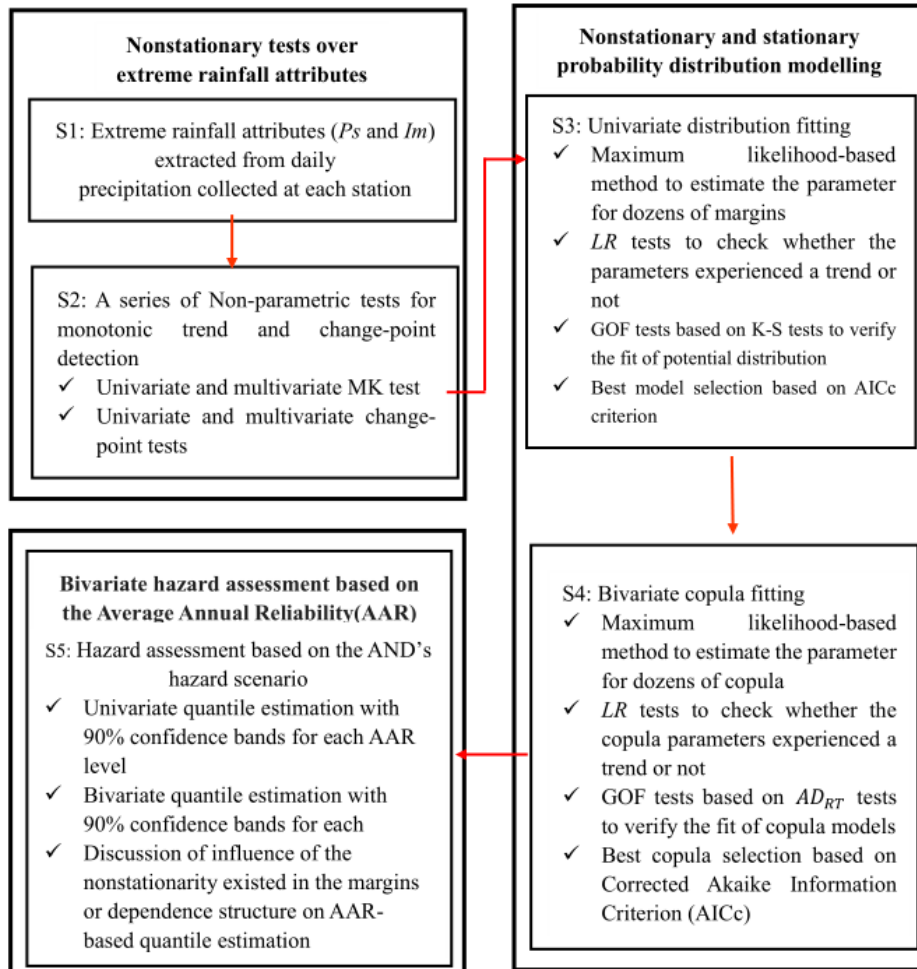 Nonstationary tests over
extreme rainfall attributes
S1: Extreme rainfall attributes (Ps and Im)
extracted from daily
precipitation collected at each station
S2: A series of Non-parametric tests for
monotonic trend and change-point
detection
✓ Univariate and multivariate MK test
✓ Univariate and multivariate change-
point tests
Nonstationary and stationary
probability distribution modelling
S3: Univariate distribution fitting
✓ Maximum likelihood-based
method to estimate the parameter
for dozens of margins
✓ LR tests to check whether the
parameters experienced a trend or
not
✓ GOF tests based on K-S tests to verify
the fit of potential distribution
✓ Best model selection based on AICc
criterion
S4: Bivariate copula fitting
✓ Maximum likelihood-based
method to estimate the parameter
for dozens of copula
✓ LR tests to check whether the
copula parameters experienced a
trend or not
✓ GOF tests based on AD_RT tests
to verify the fit of copula models
✓ Best copula selection based on
Corrected Akaike Information
Criterion (AICc)
Bivariate hazard assessment based on
the Average Annual Reliability(AAR)
S5: Hazard assessment based on the AND's
hazard scenario
✓ Univariate quantile estimation with
90% confidence bands for each AAR
level
✓ Bivariate quantile estimation with
90% confidence bands for each
✓ Discussion of influence of the
nonstationarity existed in the margins
or dependence structure on AAR-
based quantile estimation